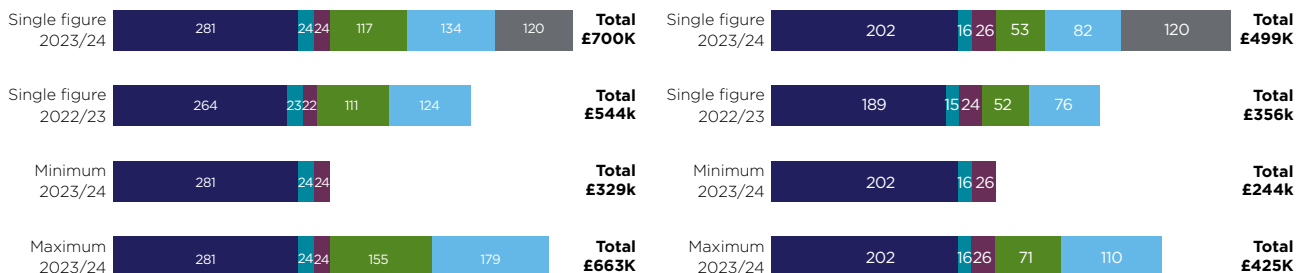 Single figure
2023/24
281
24
24
117
134
120
Total
£700K
Single figure
2022/23
264
23
22
111
124
Total
£544k
Minimum
2023/24
281
24
24
Total
£329k
Maximum
2023/24
281
24
24
155
179
Total
£663K
Single figure
2023/24
202
16
26
53
82
120
Total
£499K
Single figure
2022/23
189
15
24
52
76
Total
£356k
Minimum
2023/24
202
16
26
Total
£244k
Maximum
2023/24
202
16
26
71
110
Total
£425K